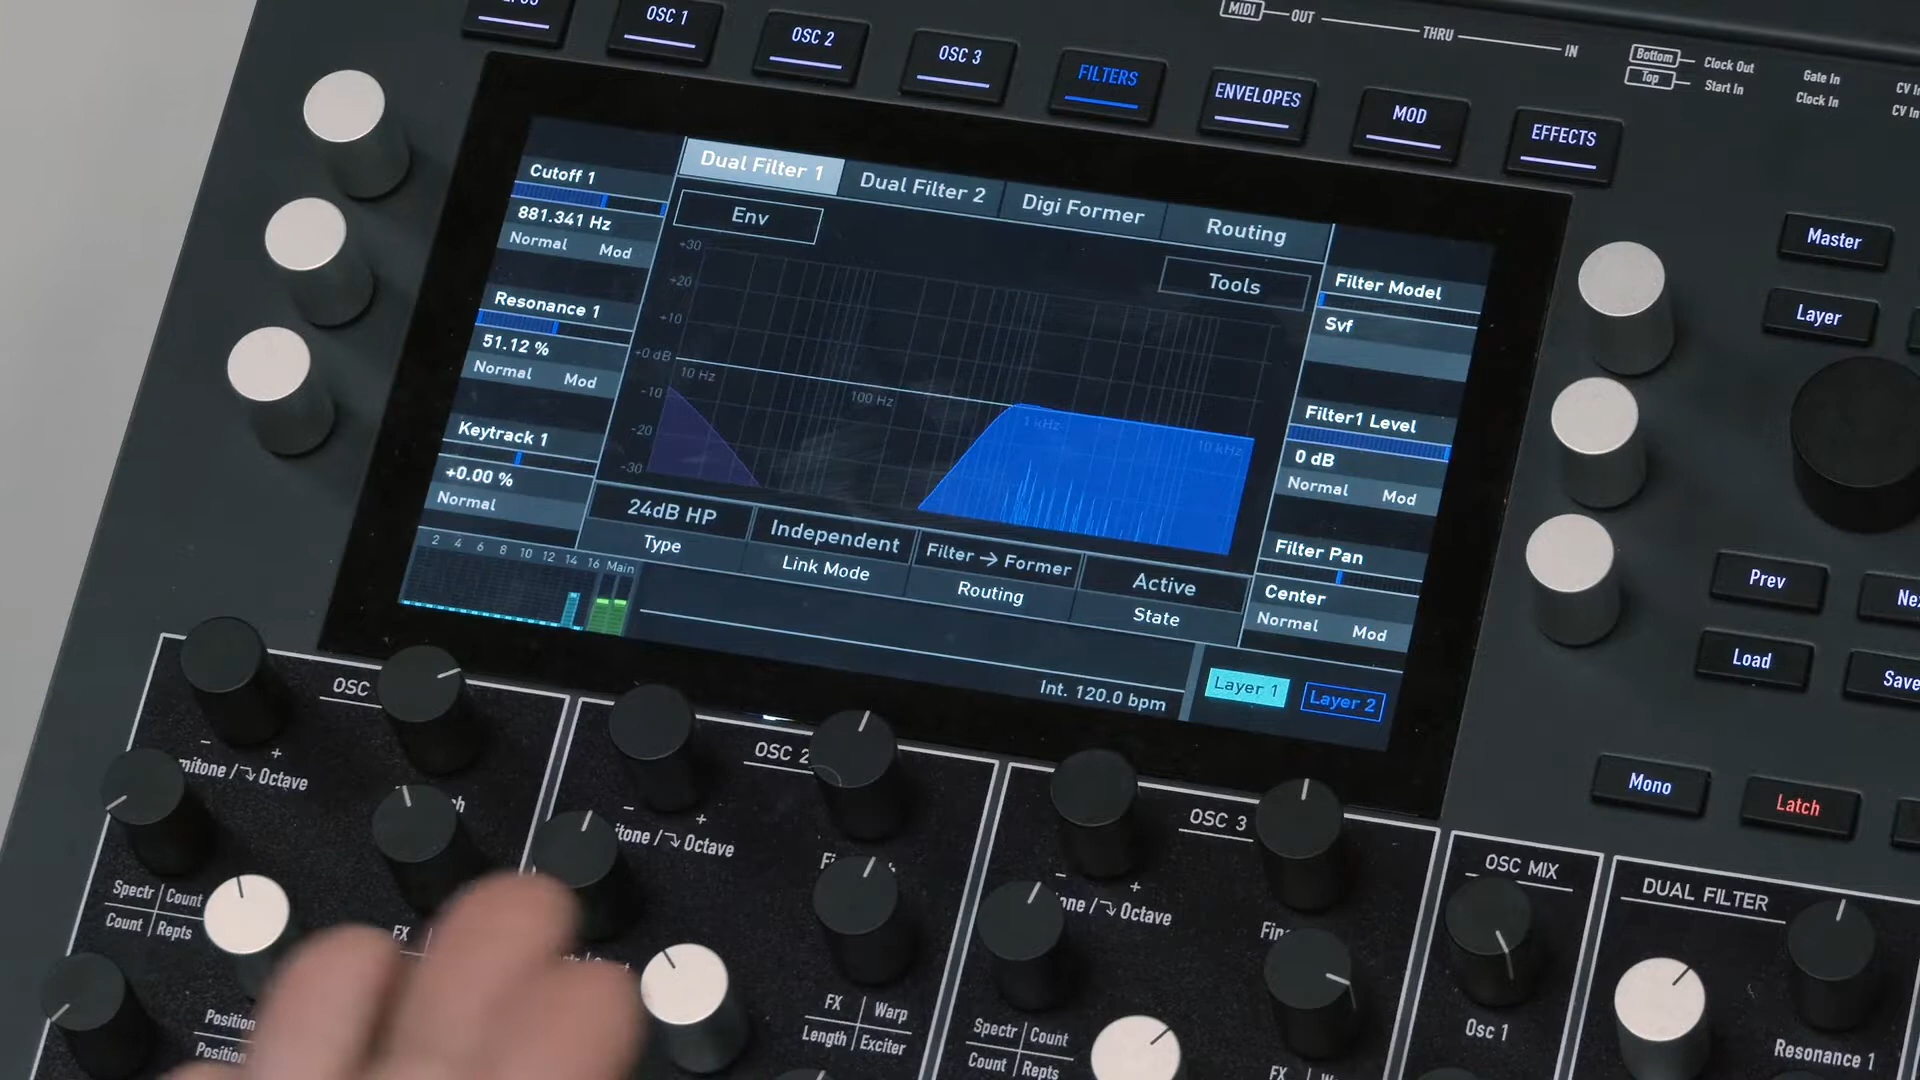 MIDI OUT THRU IN
Bottom Clock Out
Top Start In
Gate In
Clock In
OSC 1
OSC 2
OSC 3
FILTERS
ENVELOPES
MOD
EFFECTS
Master
Layer
Prev
Load
Mono
Latch
Dual Filter 1
Dual Filter 2
Digi Former
Routing
Env
Tools
Cutoff 1
881.341 Hz
Normal Mod
Resonance 1
51.12 %
Normal Mod
Keytrack 1
+0.00 %
Normal
+30
+20
+10
+0 dB
-10
-20
-30
10 Hz
100 Hz
1 kHz
10 kHz
Filter Model
Svf
Filter1 Level
0 dB
Normal Mod
Filter Pan
Center
Normal Mod
24dB HP
Type
Independent
Link Mode
Filter → Former
Routing
Active
State
2 4 6 8 10 12 14 16 Main
Int. 120.0 bpm
Layer 1
Layer 2
OSC
Octave
Spectr Count
Count Repts
FX
Position
Position
OSC 2
Octave
FX Warp
Length Exciter
OSC 3
Octave
Spectr Count
Count Repts
FX
OSC MIX
Osc 1
DUAL FILTER
Resonance 1